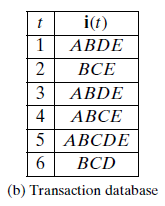 t i(t)
1 ABDE
2 BCE
3 ABDE
4 ABCE
5 ABCDE
6 BCD
(b) Transaction database